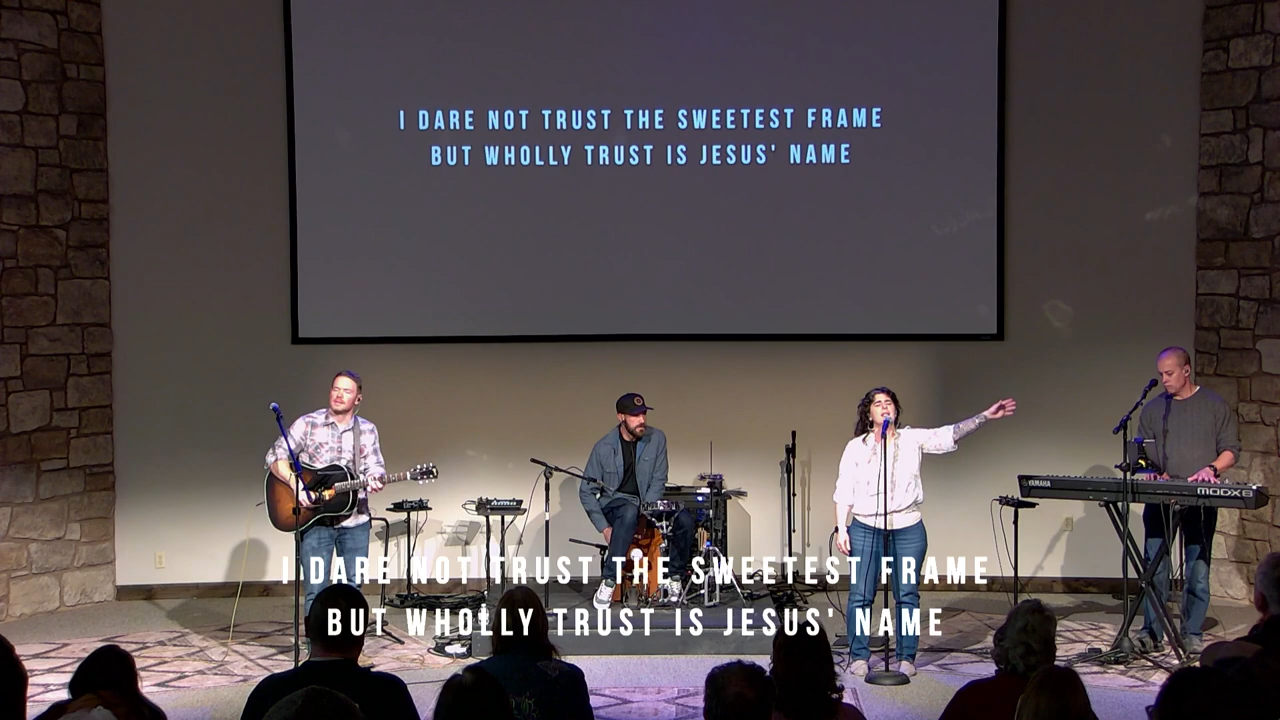 I DARE NOT TRUST THE SWEETEST FRAME
BUT WHOLLY TRUST IS JESUS' NAME
YAMAHA
MODX8
I DARE NOT TRUST THE SWEETEST FRAME
BUT WHOLLY TRUST IS JESUS' NAME